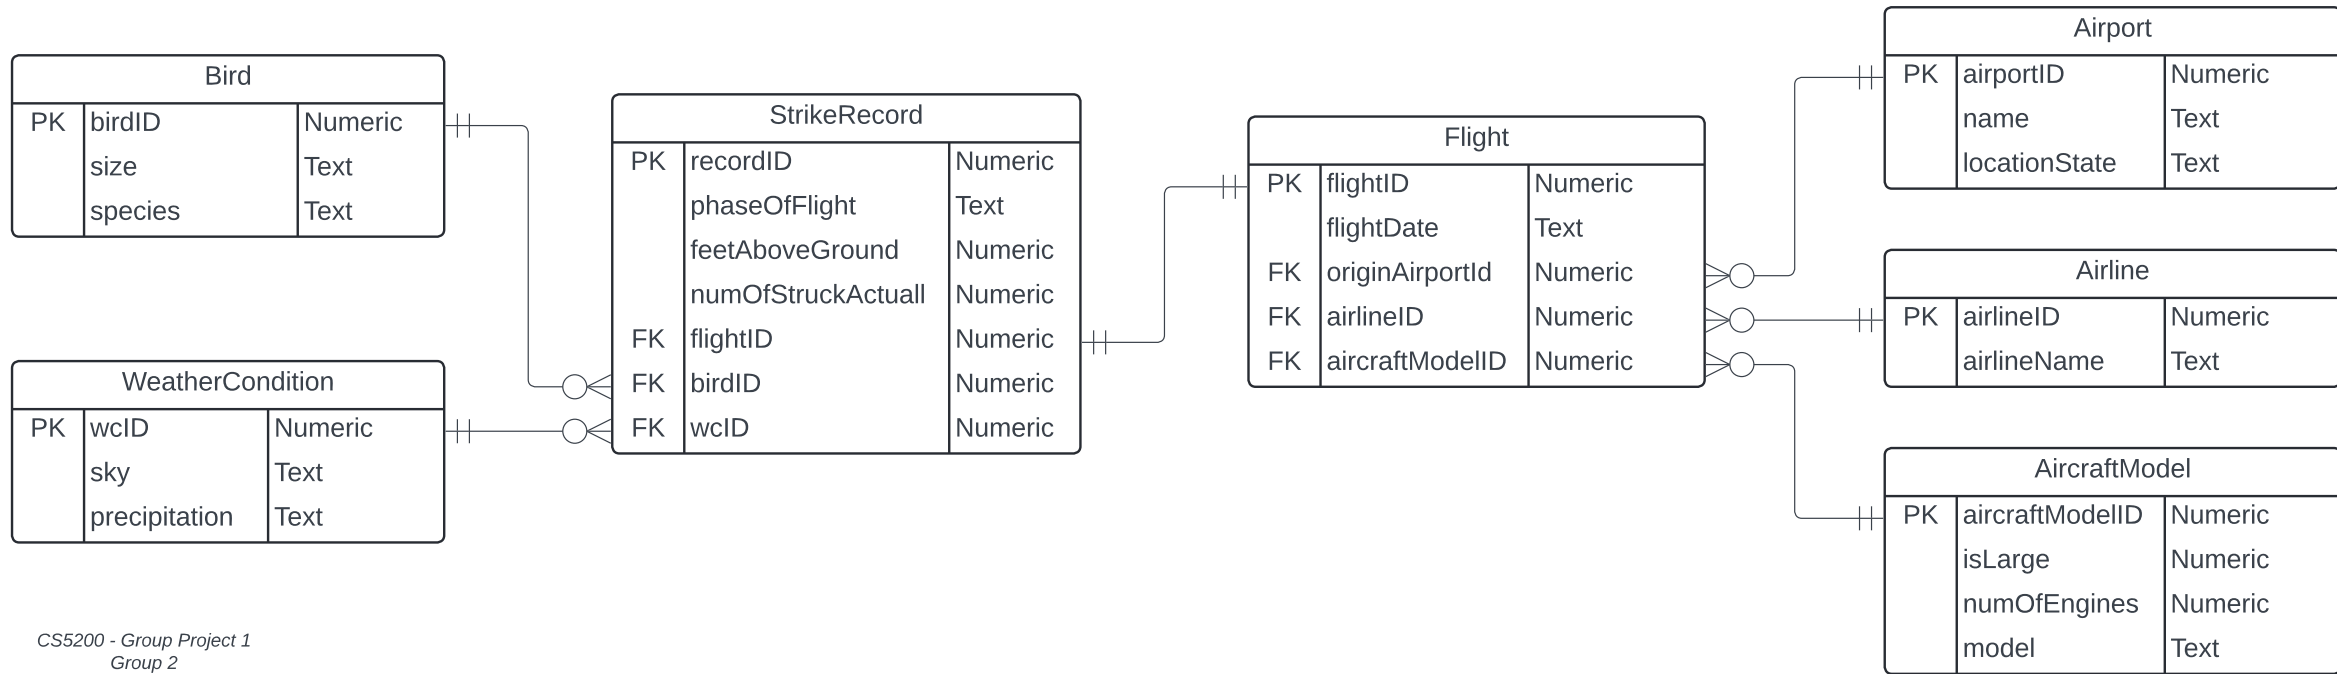 Bird
PK birdID Numeric
size Text
species Text
WeatherCondition
PK wcID Numeric
sky Text
precipitation Text
StrikeRecord
PK recordID Numeric
phaseOfFlight Text
feetAboveGround Numeric
numOfStruckActuall Numeric
FK flightID Numeric
FK birdID Numeric
FK wcID Numeric
Flight
PK flightID Numeric
flightDate Text
FK originAirportId Numeric
FK airlineID Numeric
FK aircraftModelID Numeric
Airport
PK airportID Numeric
name Text
locationState Text
Airline
PK airlineID Numeric
airlineName Text
AircraftModel
PK aircraftModelID Numeric
isLarge Numeric
numOfEngines Numeric
model Text
CS5200 - Group Project 1
Group 2